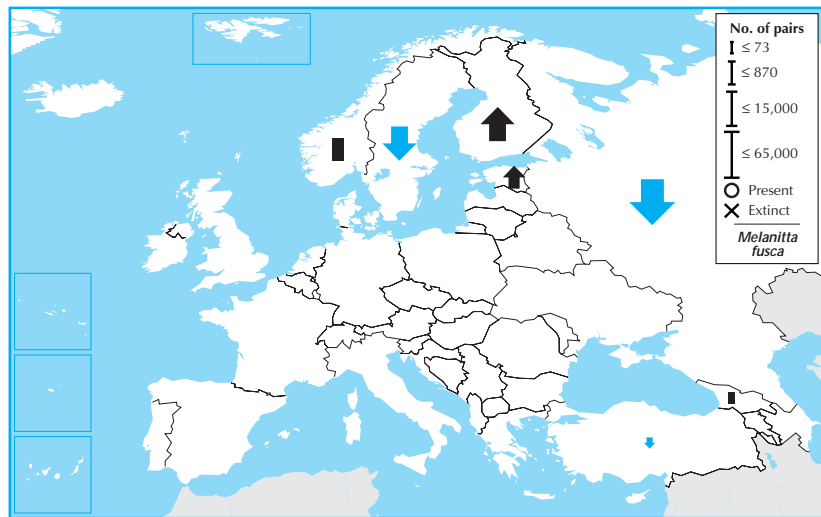 No. of pairs
≤ 73
≤ 870
≤ 15,000
≤ 65,000
Present
Extinct
Melanitta
fusca